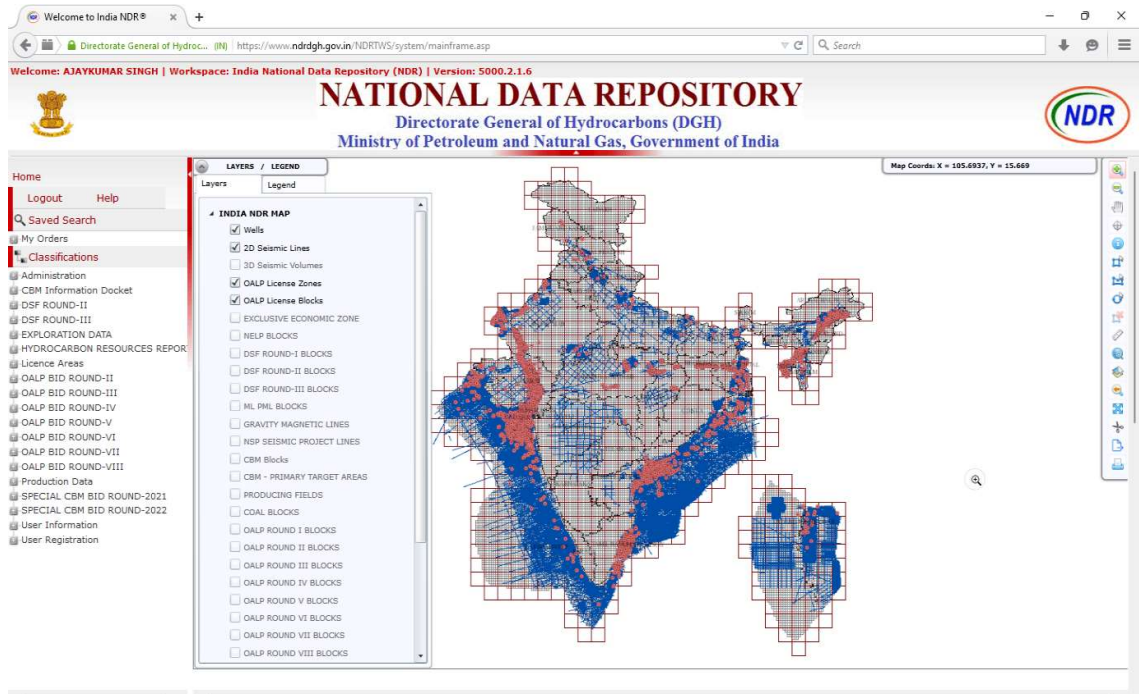 Welcome to India NDR®
Directorate General of Hydroc... (IN)
https://www.ndrdgh.gov.in/NDRTWS/system/mainframe.asp
Search
Welcome: AJAYKUMAR SINGH | Workspace: India National Data Repository (NDR) | Version: 5000.2.1.6
NATIONAL DATA REPOSITORY
Directorate General of Hydrocarbons (DGH)
Ministry of Petroleum and Natural Gas, Government of India
NDR
Home
Logout Help
Saved Search
My Orders
Classifications
Administration
CBM Information Docket
DSF ROUND-II
DSF ROUND-III
EXPLORATION DATA
HYDROCARBON RESOURCES REPOR
Licence Areas
OALP BID ROUND-II
OALP BID ROUND-III
OALP BID ROUND-IV
OALP BID ROUND-V
OALP BID ROUND-VI
OALP BID ROUND-VII
OALP BID ROUND-VIII
Production Data
SPECIAL CBM BID ROUND-2021
SPECIAL CBM BID ROUND-2022
User Information
User Registration
LAYERS / LEGEND
Layers Legend
INDIA NDR MAP
Wells
2D Seismic Lines
3D Seismic Volumes
OALP License Zones
OALP License Blocks
EXCLUSIVE ECONOMIC ZONE
NELP BLOCKS
DSF ROUND-I BLOCKS
DSF ROUND-II BLOCKS
DSF ROUND-III BLOCKS
ML PML BLOCKS
GRAVITY MAGNETIC LINES
NSP SEISMIC PROJECT LINES
CBM Blocks
CBM - PRIMARY TARGET AREAS
PRODUCING FIELDS
COAL BLOCKS
OALP ROUND I BLOCKS
OALP ROUND II BLOCKS
OALP ROUND III BLOCKS
OALP ROUND IV BLOCKS
OALP ROUND V BLOCKS
OALP ROUND VI BLOCKS
OALP ROUND VII BLOCKS
OALP ROUND VIII BLOCKS
Map Coords: X = 105.6937, Y = 15.669